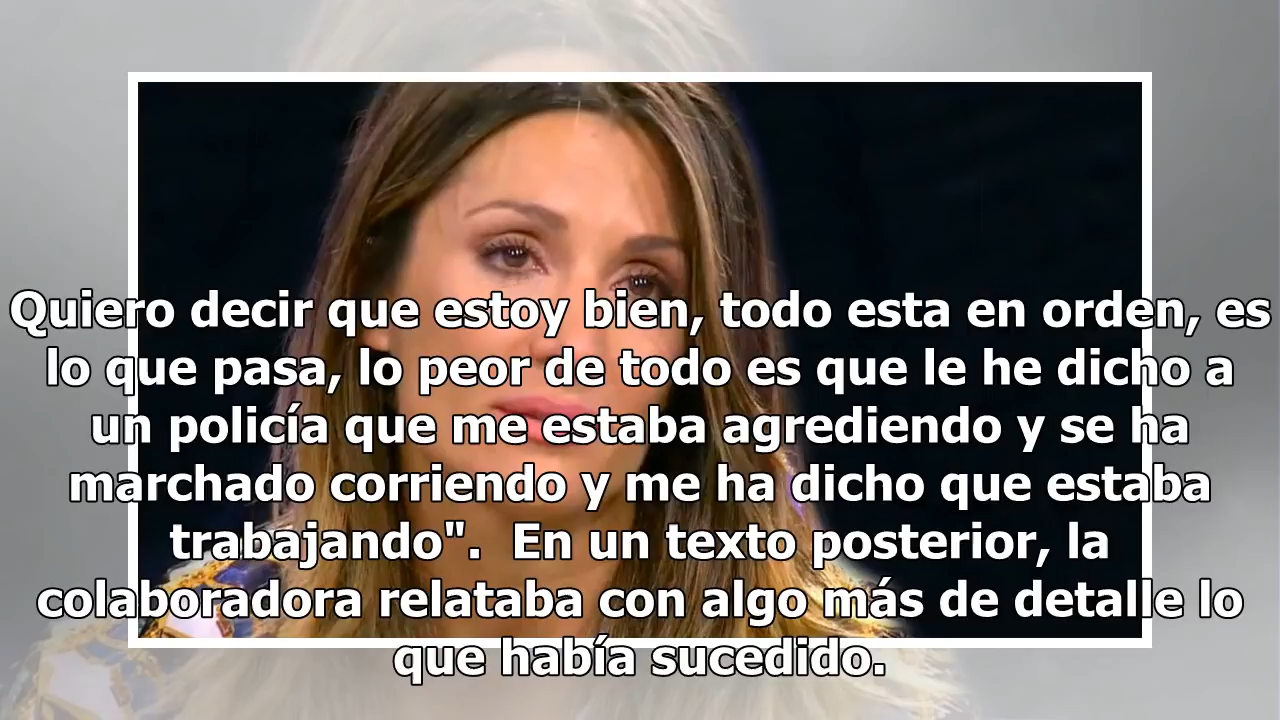 Quiero decir que estoy bien, todo esta en orden, es
lo que pasa, lo peor de todo es que le he dicho a
un policía que me estaba agrediendo y se ha
marchado corriendo y me ha dicho que estaba
trabajando".  En un texto posterior, la
colaboradora relataba con algo más de detalle lo
que había sucedido.